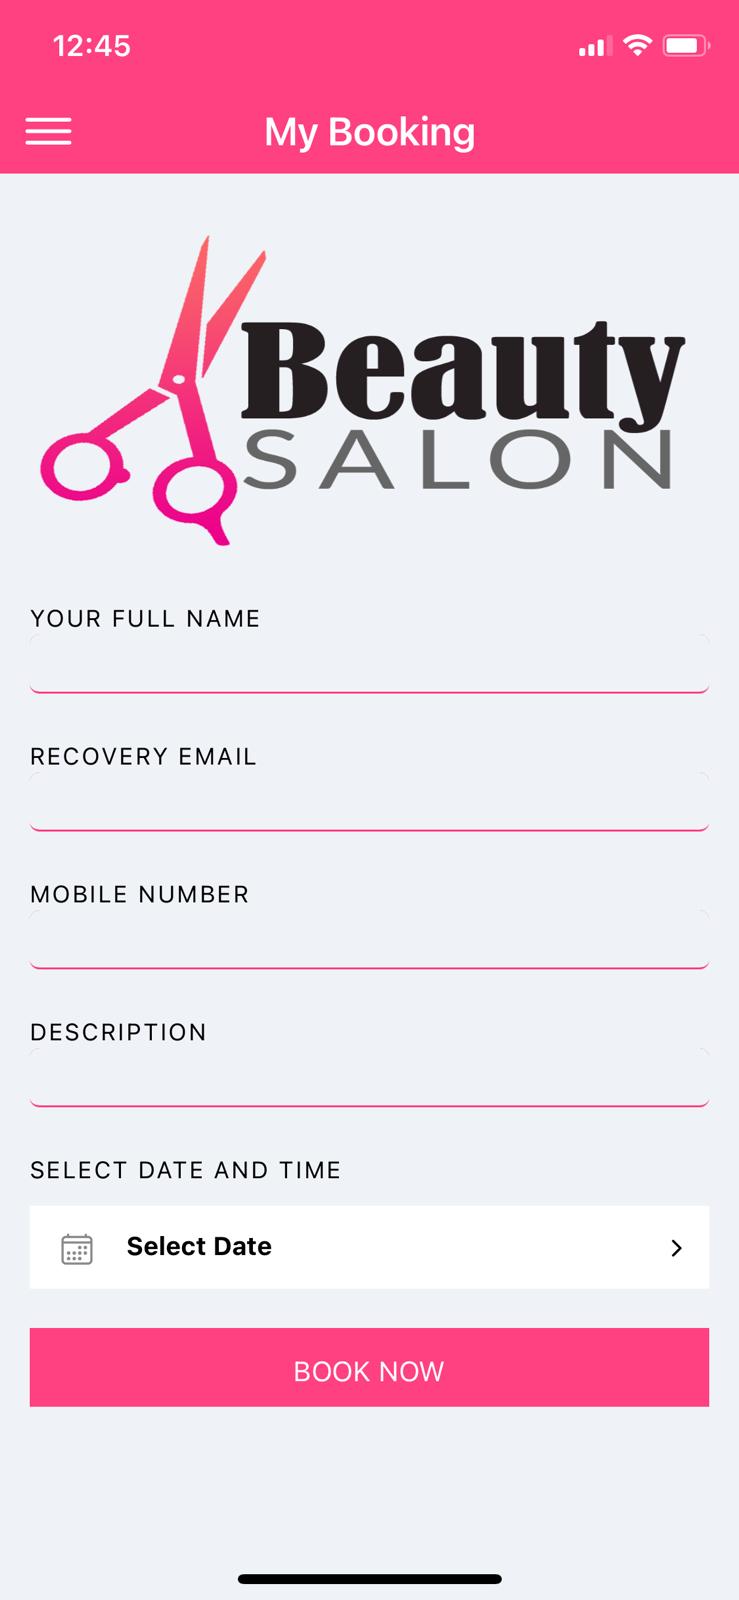 12:45
My Booking
Beauty
SALON
YOUR FULL NAME
RECOVERY EMAIL
MOBILE NUMBER
DESCRIPTION
SELECT DATE AND TIME
Select Date
BOOK NOW